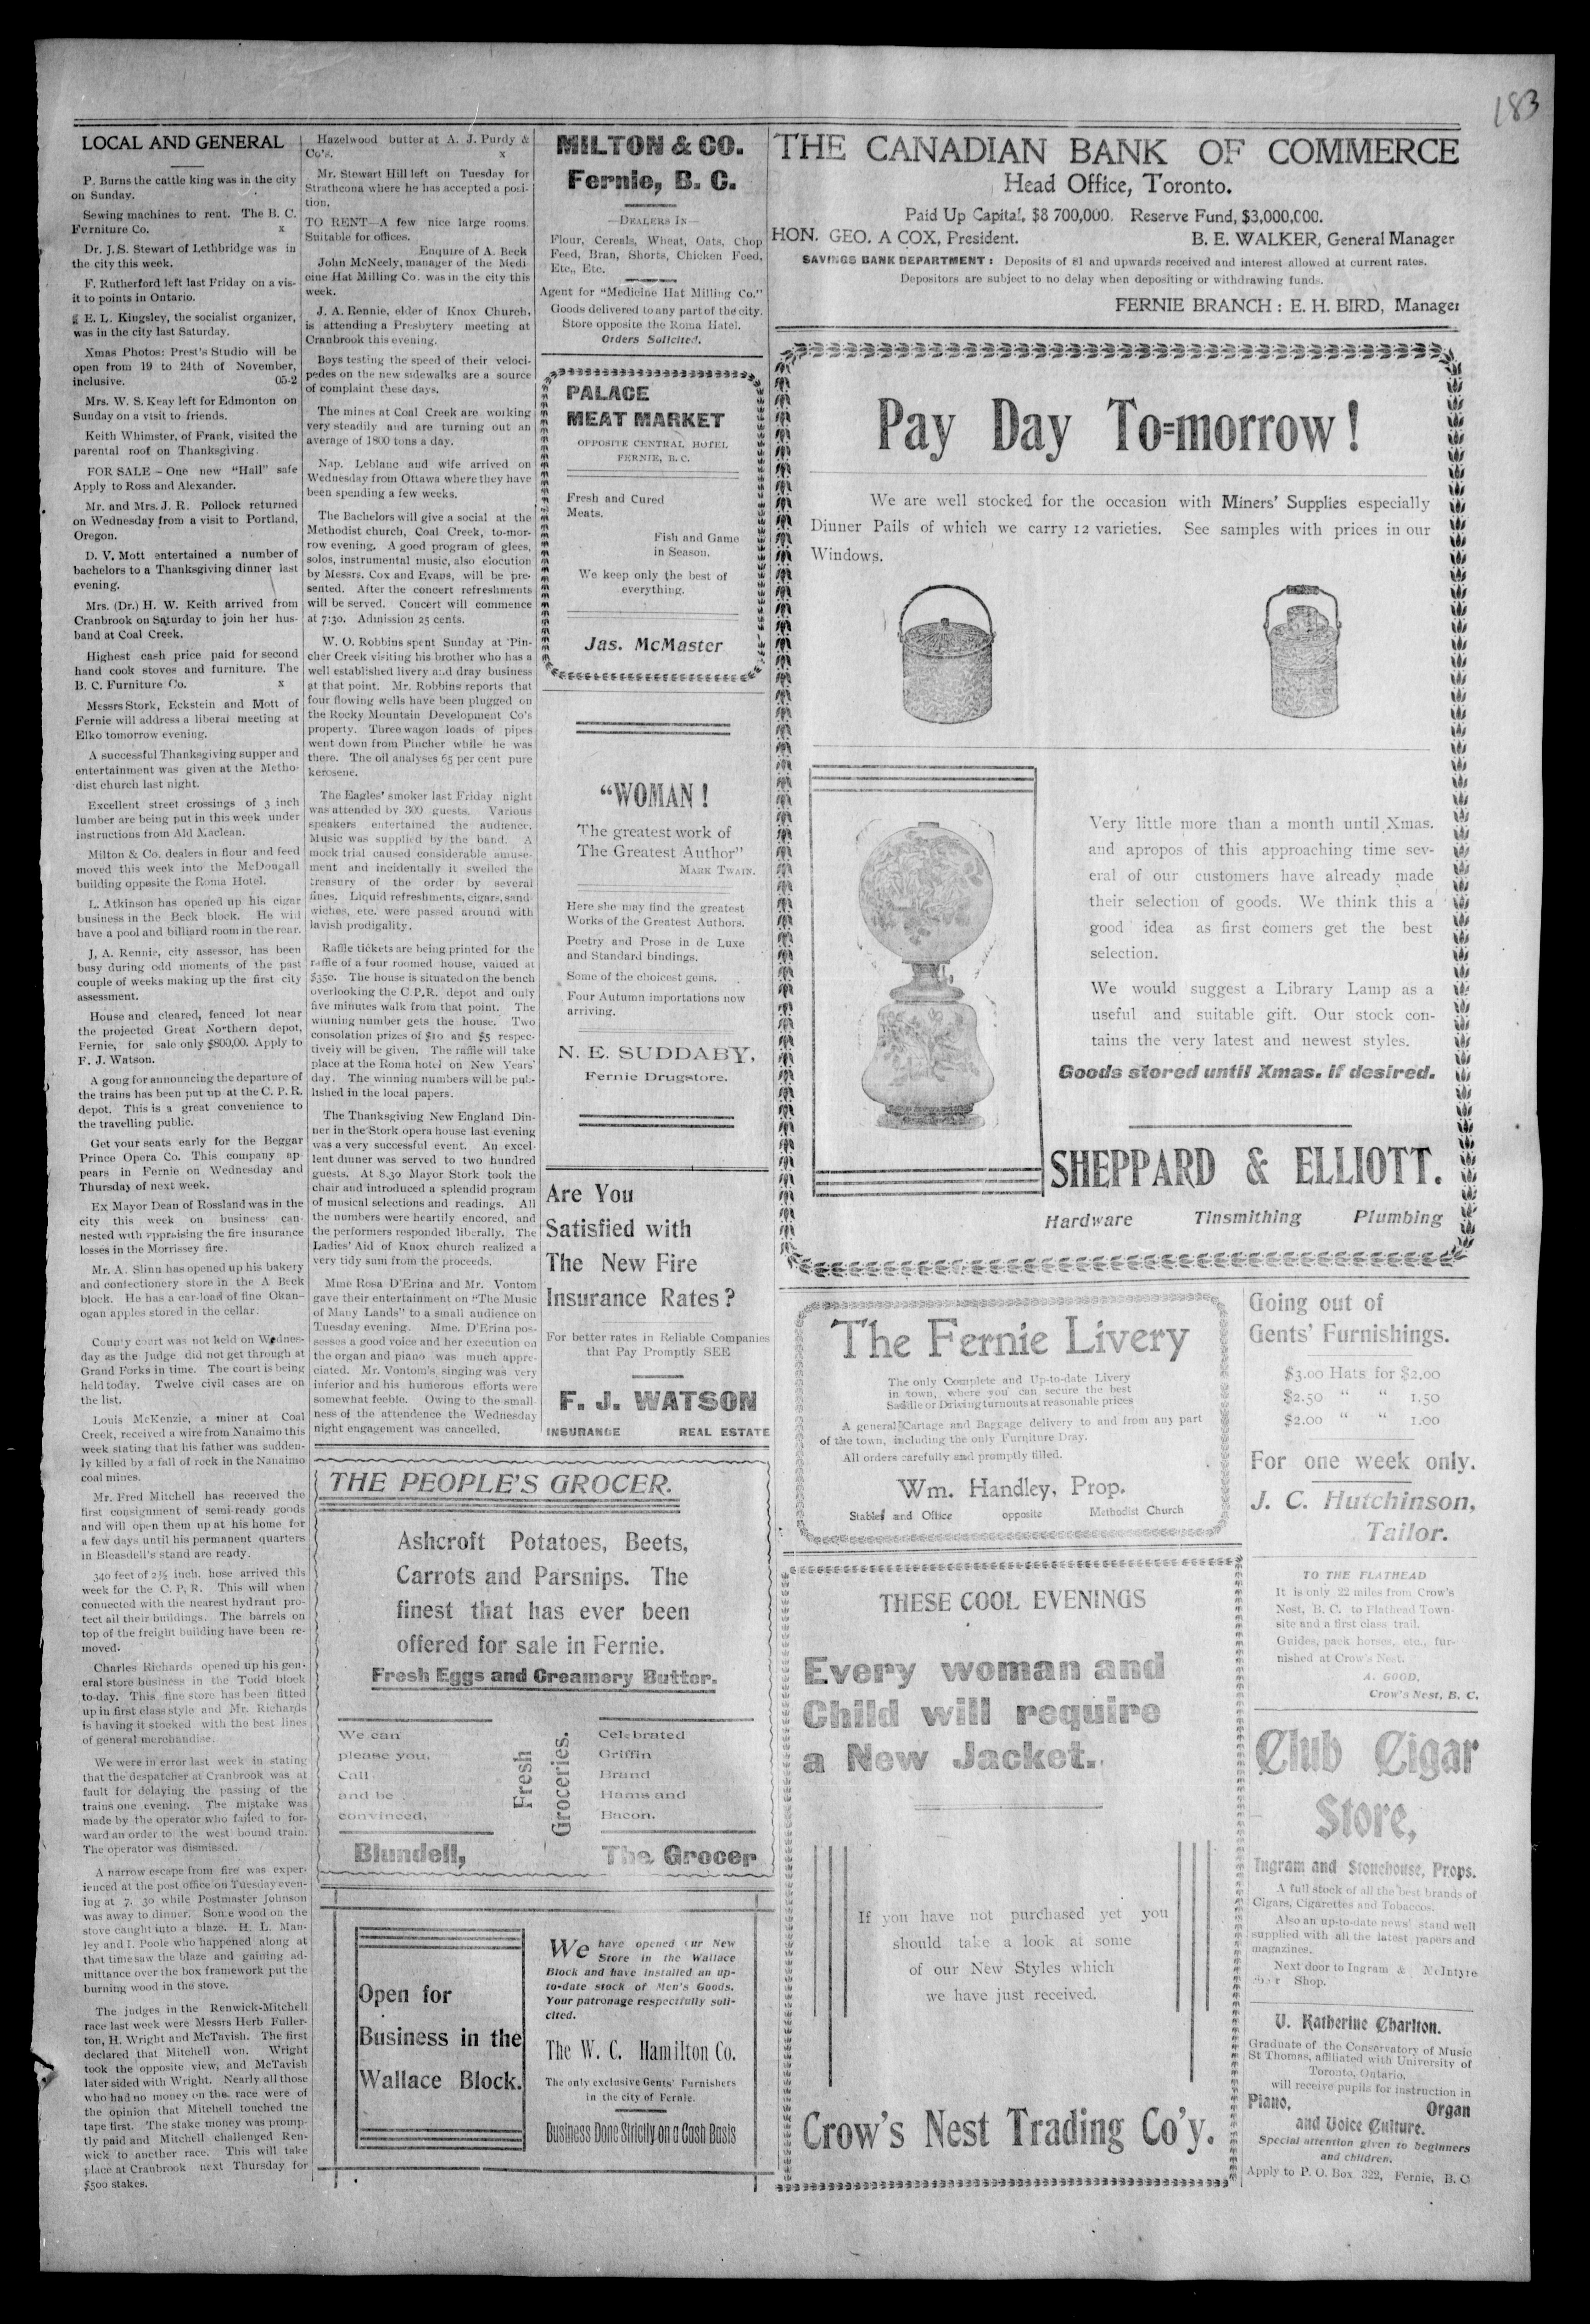 183
LOCAL AND GENERAL
P. Burns the cattle king was in the city
on Sunday.
Sewing machines to rent. The B. C.
Furniture Co. x
Dr. J. S. Stewart of Lethbridge was in
the city this week.
F. Rutherford left last Friday on a vis-
it to points in Ontario.
E. L. Kingsley, the socialist organizer,
was in the city last Saturday.
Xmas Photos: Prest's Studio will be
open from 19 to 24th of November,
inclusive. 05-2
Mrs. W. S. Keay left for Edmonton on
Sunday on a visit to friends.
Keith Whimster, of Frank, visited the
parental roof on Thanksgiving.
FOR SALE – One new "Hall" safe
Apply to Ross and Alexander.
Mr. and Mrs. J. R. Pollock returned
on Wednesday from a visit to Portland,
Oregon.
D. V. Mott entertained a number of
bachelors to a Thanksgiving dinner last
evening.
Mrs. (Dr.) H. W. Keith arrived from
Cranbrook on Saturday to join her hus-
band at Coal Creek.
Highest cash price paid for second
hand cook stoves and furniture. The
B. C. Furniture Co. x
Messrs Stork, Eckstein and Mott of
Fernie will address a liberal meeting at
Elko tomorrow evening.
A successful Thanksgiving supper and
entertainment was given at the Metho-
dist church last night.
Excellent street crossings of 3 inch
lumber are being put in this week under
instructions from Ald Maclean.
Milton & Co. dealers in flour and feed
moved this week into the McDougall
building opposite the Roma Hotel.
L. Atkinson has opened up his cigar
business in the Beck block. He will
have a pool and billiard room in the rear.
J, A. Rennie, city assessor, has been
busy during odd moments of the past
couple of weeks making up the first city
assessment.
House and cleared, fenced lot near
the projected Great Northern depot,
Fernie, for sale only $800,00. Apply to
F. J. Watson.
A gong for announcing the departure of
the trains has been put up at the C. P. R.
depot. This is a great convenience to
the travelling public.
Get your seats early for the Beggar
Prince Opera Co. This company ap
pears in Fernie on Wednesday and
Thursday of next week.
Ex Mayor Dean of Rossland was in the
city this week on business can-
nested with appraising the fire insurance
losses in the Morrissey fire.
Mr. A. Slinn has opened up his bakery
and confectionery store in the A Beck
block. He has a car-load of fine Okan-
ogan apples stored in the cellar.
County court was not held on Wednes-
day as the Judge did not get through at
Grand Forks in time. The court is being
held today. Twelve civil cases are on
the list.
Louis McKenzie, a miner at Coal
Creek, received a wire from Nanaimo this
week stating that his father was sudden-
ly killed by a fall of rock in the Nanaimo
coal mines.
Mr. Fred Mitchell has received the
first consignment of semi-ready goods
and will open them up at his home for
a few days until his permanent quarters
in Bleasdell's stand are ready.
340 feet of 2½ inch. hose arrived this
week for the C. P, R. This will when
connected with the nearest hydrant pro-
tect all their buildings. The barrels on
top of the freight building have been re-
moved.
Charles Richards opened up his gen-
eral store business in the Todd block
to-day. This fine store has been fitted
up in first class style and Mr. Richards
is having it stocked with the best lines
of general merchandise.
We were in error last week in stating
that the despatcher at Cranbrook was at
fault for delaying the passing of the
trains one evening. The mistake was
made by the operator who failed to for-
ward an order to the west bound train.
The operator was dismissed.
A narrow escape from fire was exper-
ienced at the post office on Tuesday even-
ing at 7. 30 while Postmaster Johnson
was away to dinner. Some wood on the
stove caught into a blaze. H. L. Man-
ley and I. Poole who happened along at
that time saw the blaze and gaining ad-
mittance over the box framework put the
burning wood in the stove.
The judges in the Renwick-Mitchell
race last week were Messrs Herb Fuller-
ton, H. Wright and McTavish. The first
declared that Mitchell won. Wright
took the opposite view, and McTavish
later sided with Wright. Nearly all those
who had no money on the race were of
the opinion that Mitchell touched the
tape first. The stake money was promp-
tly paid and Mitchell challenged Ren-
wick to another race. This will take
place at Cranbrook next Thursday for
$500 stakes.
Hazelwood butter at A. J. Purdy &
Co's. x
Mr. Stewart Hill left on Tuesday for
Strathcona where he has accepted a posi-
tion.
TO RENT—A few nice large rooms.
Suitable for offices.
Enquire of A. Beck
John McNeely, manager of the Medi-
cine Hat Milling Co. was in the city this
week.
J. A. Rennie, elder of Knox Church,
is attending a Presbytery meeting at
Cranbrook this evening.
Boys testing the speed of their veloci-
pedes on the new sidewalks are a source
of complaint these days.
The mines at Coal Creek are working
very steadily and are turning out an
average of 1800 tons a day.
Nap. Leblanc and wife arrived on
Wednesday from Ottawa where they have
been spending a few weeks.
The Bachelors will give a social at the
Methodist church, Coal Creek, to-mor-
row evening. A good program of glees,
solos, instrumental music, also elocution
by Messrs. Cox and Evans, will be pre-
sented. After the concert refreshments
will be served. Concert will commence
at 7:30. Admission 25 cents.
W. O. Robbins spent Sunday at Pin-
cher Creek visiting his brother who has a
well established livery and dray business
at that point. Mr. Robbins reports that
four flowing wells have been plugged on
the Rocky Mountain Development Co's
property. Three wagon loads of pipes
went down from Pincher while he was
there. The oil analyses 65 per cent pure
kerosene.
The Eagles' smoker last Friday night
was attended by 300 guests. Various
speakers entertained the audience.
Music was supplied by the band. A
mock trial caused considerable amuse-
ment and incidentally it swelled the
treasury of the order by several
fines. Liquid refreshments, cigars, sand
wiches, etc. were passed around with
lavish prodigality.
Raffle tickets are being printed for the
raffle of a four roomed house, valued at
$350. The house is situated on the bench
overlooking the C.P.R. depot and only
five minutes walk from that point. The
winning number gets the house. Two
consolation prizes of $10 and $5 respec-
tively will be given. The raffle will take
place at the Roma hotel on New Years'
day. The winning numbers will be pub-
lished in the local papers.
The Thanksgiving New England Din-
ner in the Stork opera house last evening
was a very successful event. An excel-
lent dinner was served to two hundred
guests. At 8.30 Mayor Stork took the
chair and introduced a splendid program
of musical selections and readings. All
the numbers were heartily encored, and
the performers responded liberally. The
Ladies' Aid of Knox church realized a
very tidy sum from the proceeds.
Mme Rosa D'Erina and Mr. Vontom
gave their entertainment on "The Music
of Many Lands" to a small audience on
Tuesday evening. Mme. D'Erina pos-
sesses a good voice and her execution on
the organ and piano was much appre-
ciated. Mr. Vontom's singing was very
inferior and his humorous efforts were
somewhat feeble. Owing to the small
ness of the attendence the Wednesday
night engagement was cancelled.
THE PEOPLE'S GROCER.
Ashcroft Potatoes, Beets,
Carrots and Parsnips. The
finest that has ever been
offered for sale in Fernie.
Fresh Eggs and Creamery Butter.
We can
please you.
Call
and be
convinced,
Fresh
Groceries.
Celebrated
Griffin
Brand
Hams and
Bacon.
Blundell, The Grocer
Open for
Business in the
Wallace Block.
We have opened our New
Store in the Wallace
Block and have installed an up-
to-date stock of Men's Goods.
Your patronage respectfully soli-
cited.
The W. C. Hamilton Co.
The only exclusive Gents' Furnishers
in the city of Fernie.
Business Done Strictly on a Cash Basis
MILTON & CO.
Fernie, B. C.
—DEALERS IN—
Flour, Cereals, Wheat, Oats, Chop
Feed, Bran, Shorts, Chicken Feed,
Etc., Etc.
Agent for "Medicine Hat Milling Co."
Goods delivered to any part of the city.
Store opposite the Roma Hatel.
Orders Solicited.
PALACE
MEAT MARKET
OPPOSITE CENTRAL HOTEL
FERNIE, B. C.
Fresh and Cured
Meats.
Fish and Game
in Season.
We keep only the best of
everything.
Jas. McMaster
"WOMAN!
The greatest work of
The Greatest Author"
MARK TWAIN.
Here she may find the greatest
Works of the Greatest Authors.
Poetry and Prose in de Luxe
and Standard bindings.
Some of the choicest gems.
Four Autumn importations now
arriving.
N. E. SUDDABY,
Fernie Drugstore.
Are You
Satisfied with
The New Fire
Insurance Rates?
For better rates in Reliable Companies
that Pay Promptly SEE
F. J. WATSON
INSURANCE REAL ESTATE
THE CANADIAN BANK OF COMMERCE
Head Office, Toronto.
Paid Up Capital, $8 700,000. Reserve Fund, $3,000,000.
HON. GEO. A COX, President. B. E. WALKER, General Manager
SAVINGS BANK DEPARTMENT: Deposits of $1 and upwards received and interest allowed at current rates.
Depositors are subject to no delay when depositing or withdrawing funds.
FERNIE BRANCH: E. H. BIRD, Manager
Pay Day To=morrow!
We are well stocked for the occasion with Miners' Supplies especially
Dinner Pails of which we carry 12 varieties. See samples with prices in our
Windows.
Very little more than a month until Xmas.
and apropos of this approaching time sev-
eral of our customers have already made
their selection of goods. We think this a
good idea as first comers get the best
selection.
We would suggest a Library Lamp as a
useful and suitable gift. Our stock con-
tains the very latest and newest styles.
Goods stored until Xmas. if desired.
SHEPPARD & ELLIOTT.
Hardware Tinsmithing Plumbing
The Fernie Livery
The only Complete and Up-to-date Livery
in town, where you can secure the best
Saddle or Driving turnouts at reasonable prices
A general Cartage and Baggage delivery to and from any part
of the town, including the only Furniture Dray.
All orders carefully and promptly filled.
Wm. Handley, Prop.
Stables and Office opposite Methodist Church
THESE COOL EVENINGS
Every woman and
Child will require
a New Jacket.
If you have not purchased yet you
should take a look at some
of our New Styles which
we have just received.
Crow's Nest Trading Co'y.
Going out of
Gents' Furnishings.
$3.00 Hats for $2.00
$2.50 " " 1.50
$2.00 " " 1.00
For one week only.
J. C. Hutchinson,
Tailor.
TO THE FLATHEAD
It is only 22 miles from Crow's
Nest, B. C. to Flathead Town-
site and a first class trail.
Guides, pack horses, etc., fur-
nished at Crow's Nest.
A. GOOD,
Crow's Nest, B. C.
Club Cigar
Store,
Ingram and Stonehouse, Props.
A full stock of all the best brands of
Cigars, Cigarettes and Tobaccos.
Also an up-to-date news' stand well
supplied with all the latest papers and
magazines.
Next door to Ingram & McIntyre
Shop.
U. Katherine Charlton.
Graduate of the Conservatory of Music
St Thomas, affiliated with University of
Toronto, Ontario,
will receive pupils for instruction in
Piano, Organ
and Voice Culture.
Special attention given to beginners
and children.
Apply to P. O. Box 322, Fernie, B. C